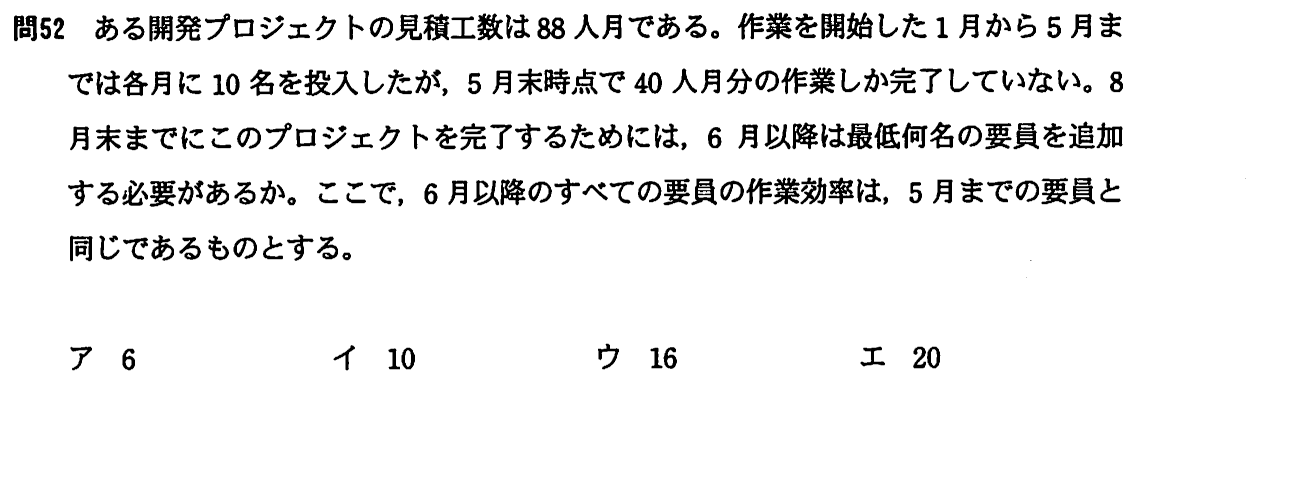 問52　ある開発プロジェクトの見積工数は 88 人月である。作業を開始した 1 月から 5 月ま
では各月に 10 名を投入したが，5 月末時点で 40 人月分の作業しか完了していない。8
月末までにこのプロジェクトを完了するためには，6 月以降は最低何名の要員を追加
する必要があるか。ここで，6 月以降のすべての要員の作業効率は，5 月までの要員と
同じであるものとする。
ア　6　　イ　10　　ウ　16　　エ　20